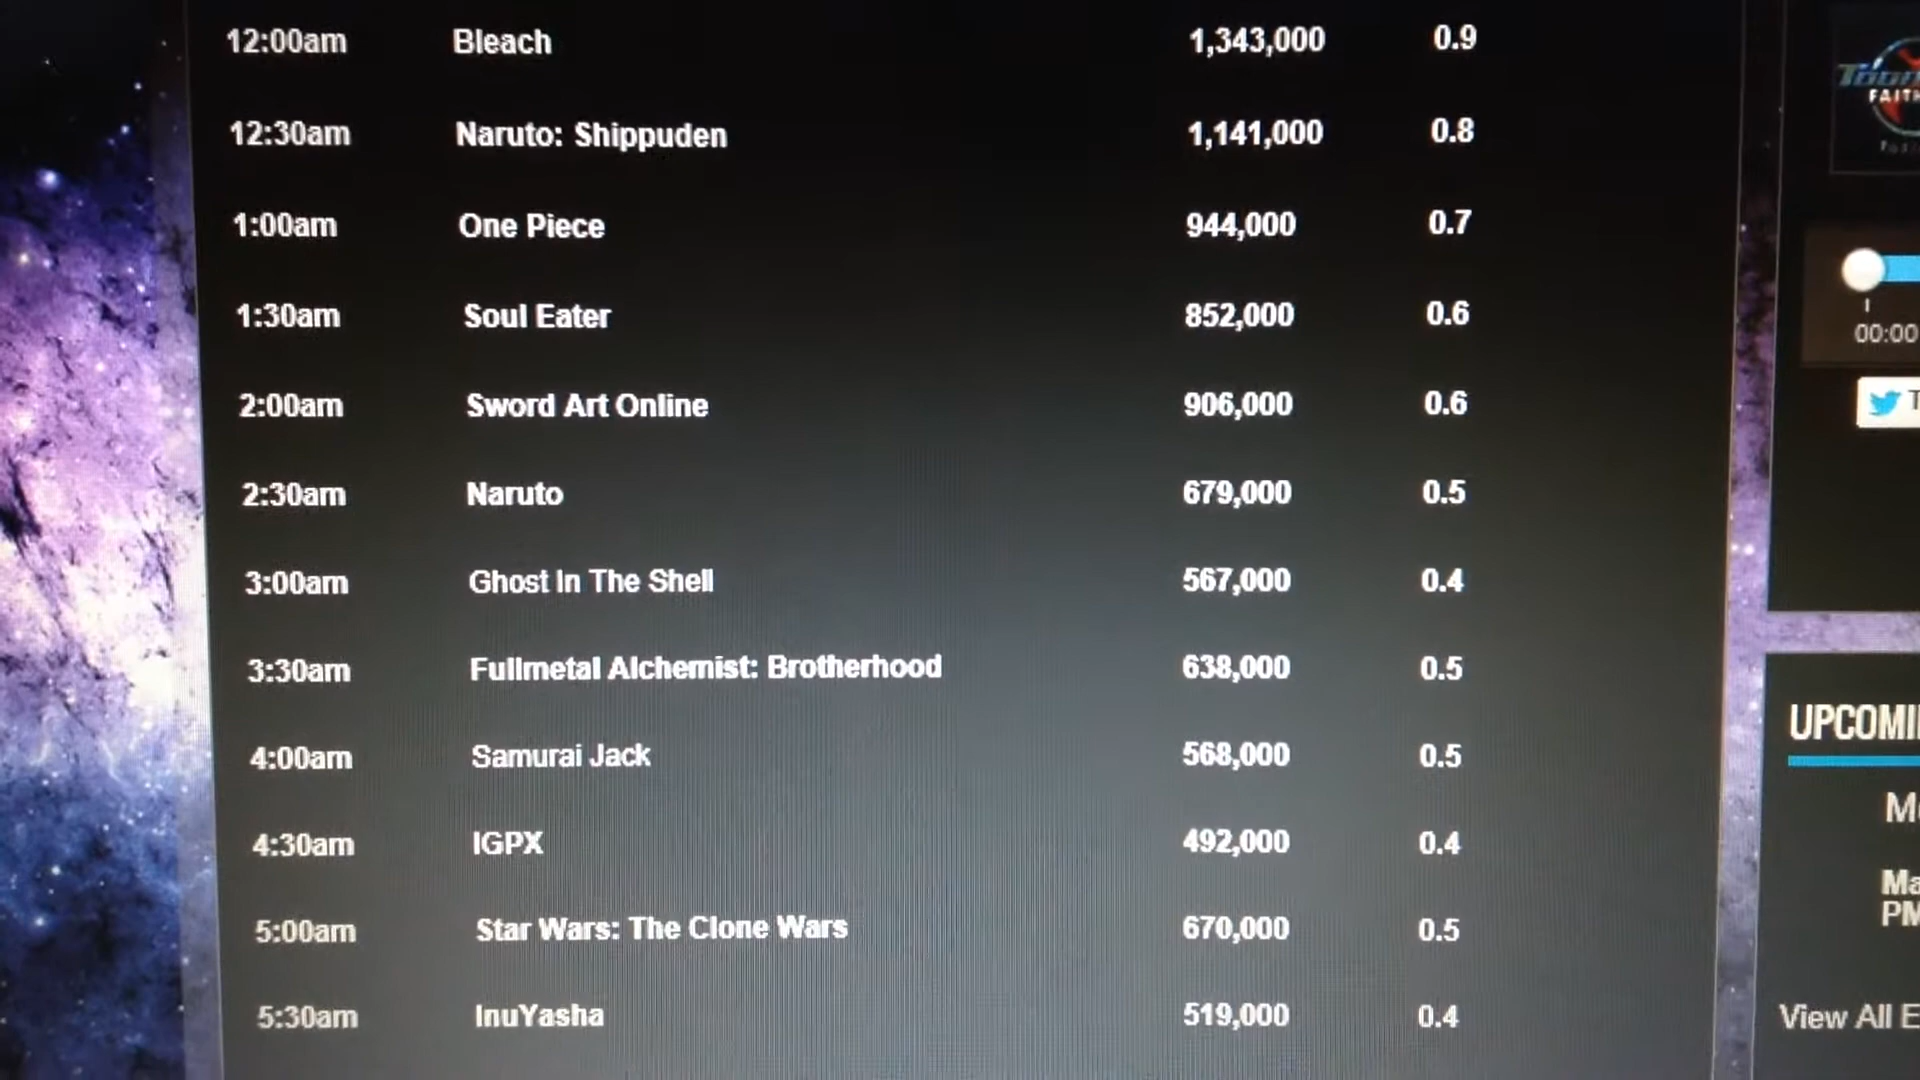 12:00am Bleach 1,343,000 0.9
12:30am Naruto: Shippuden 1,141,000 0.8
1:00am One Piece 944,000 0.7
1:30am Soul Eater 852,000 0.6
2:00am Sword Art Online 906,000 0.6
2:30am Naruto 679,000 0.5
3:00am Ghost In The Shell 567,000 0.4
3:30am Fullmetal Alchemist: Brotherhood 638,000 0.5
4:00am Samurai Jack 568,000 0.5
4:30am IGPX 492,000 0.4
5:00am Star Wars: The Clone Wars 670,000 0.5
5:30am InuYasha 519,000 0.4
Toon
FAITH
00:00
T
UPCOMI
Ma
PM
View All E